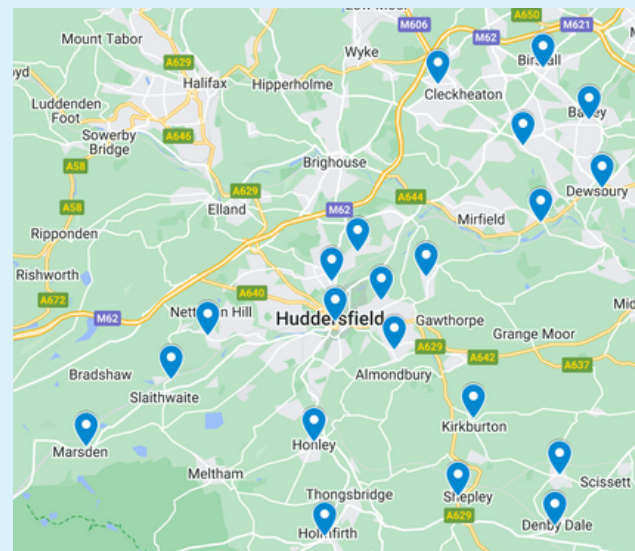 A650
M606
M621
M62
Mount Tabor
Wyke
A629
Halifax
Hipperholme
Cleckheaton
Luddenden
Foot
Sowerby
Bridge
A646
Brighouse
A58
A629
A644
Dewsbury
Elland
M62
Mirfield
A58
Ripponden
Rishworth
A672
A640
M62
Hill
Huddersfield
Gawthorpe
Grange Moor
A629
A642
A637
Bradshaw
Almondbury
Slaithwaite
Kirkburton
Marsden
Honley
Meltham
Scissett
Thongsbridge
Shepley
A629
Denby Dale
Holmfirth